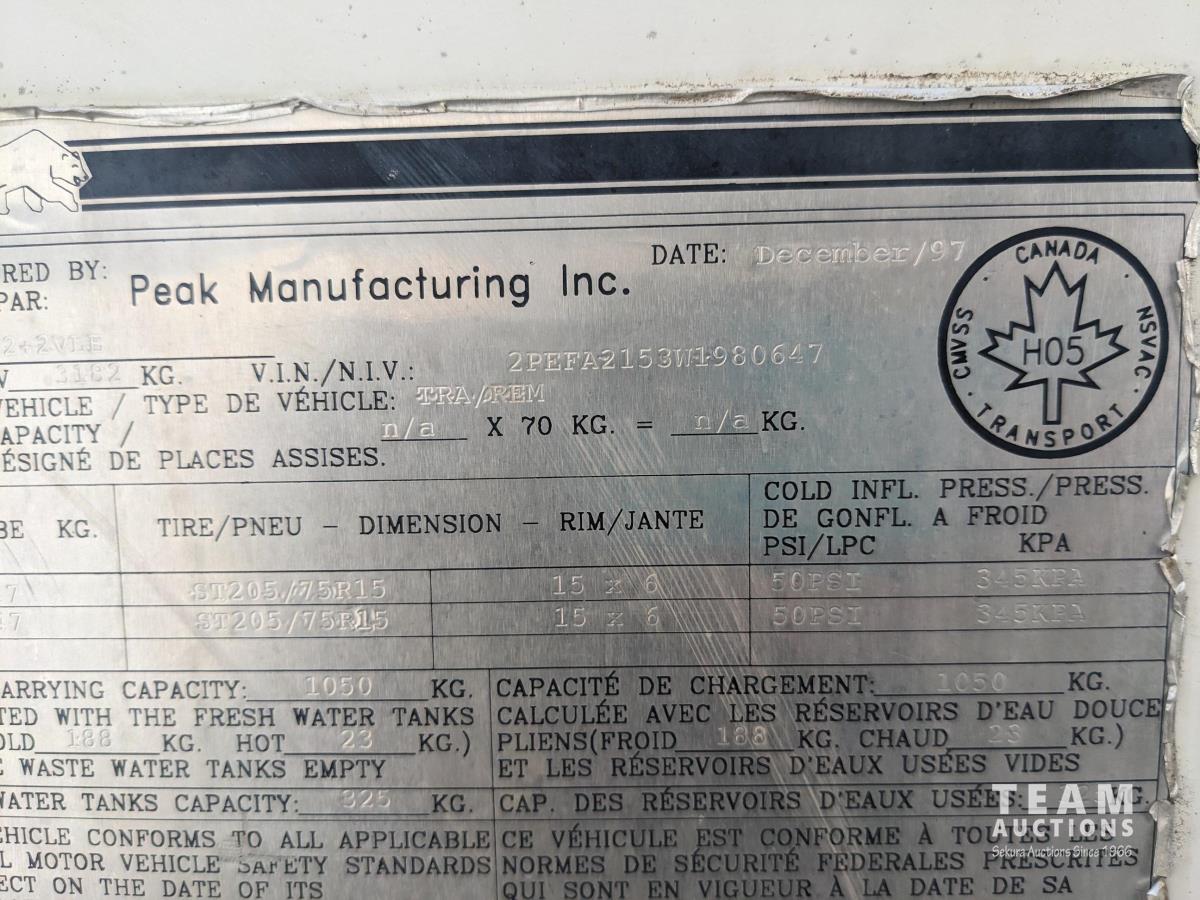 RED BY:
PAR:
Peak Manufacturing Inc.
DATE: December/97
CANADA
CMVSS
NSVAC
H05
TRANSPORT
2+2VLE
3182 KG. V.I.N./N.I.V.: 2PEFA2153W1980647
VEHICLE / TYPE DE VÉHICLE: TRA/REM
APACITY / n/a X 70 KG. = n/a KG.
ÉSIGNÉ DE PLACES ASSISES.
BE KG. TIRE/PNEU - DIMENSION - RIM/JANTE
COLD INFL. PRESS./PRESS.
DE GONFL. A FROID
PSI/LPC KPA
7 ST205/75R15 15 x 6 50PSI 345KPA
7 ST205/75R15 15 x 6 50PSI 345KPA
ARRYING CAPACITY: 1050 KG.
TED WITH THE FRESH WATER TANKS
OLD 188 KG. HOT 23 KG.)
WASTE WATER TANKS EMPTY
WATER TANKS CAPACITY: 325 KG.
EHICLE CONFORMS TO ALL APPLICABLE
L MOTOR VEHICLE SAFETY STANDARDS
ECT ON THE DATE OF ITS
CAPACITÉ DE CHARGEMENT: 1050 KG.
CALCULÉE AVEC LES RÉSERVOIRS D'EAU DOUCE
PLIENS(FROID 188 KG. CHAUD 23 KG.)
ET LES RÉSERVOIRS D'EAUX USÉES VIDES
CAP. DES RÉSERVOIRS D'EAUX USÉES: KG.
CE VÉHICULE EST CONFORME À TOUTES LES
NORMES DE SÉCURITÉ FEDERALES PRESCRITES
QUI SONT EN VIGUEUR À LA DATE DE SA
TEAM
AUCTIONS
Sekura Auctions Since 1966